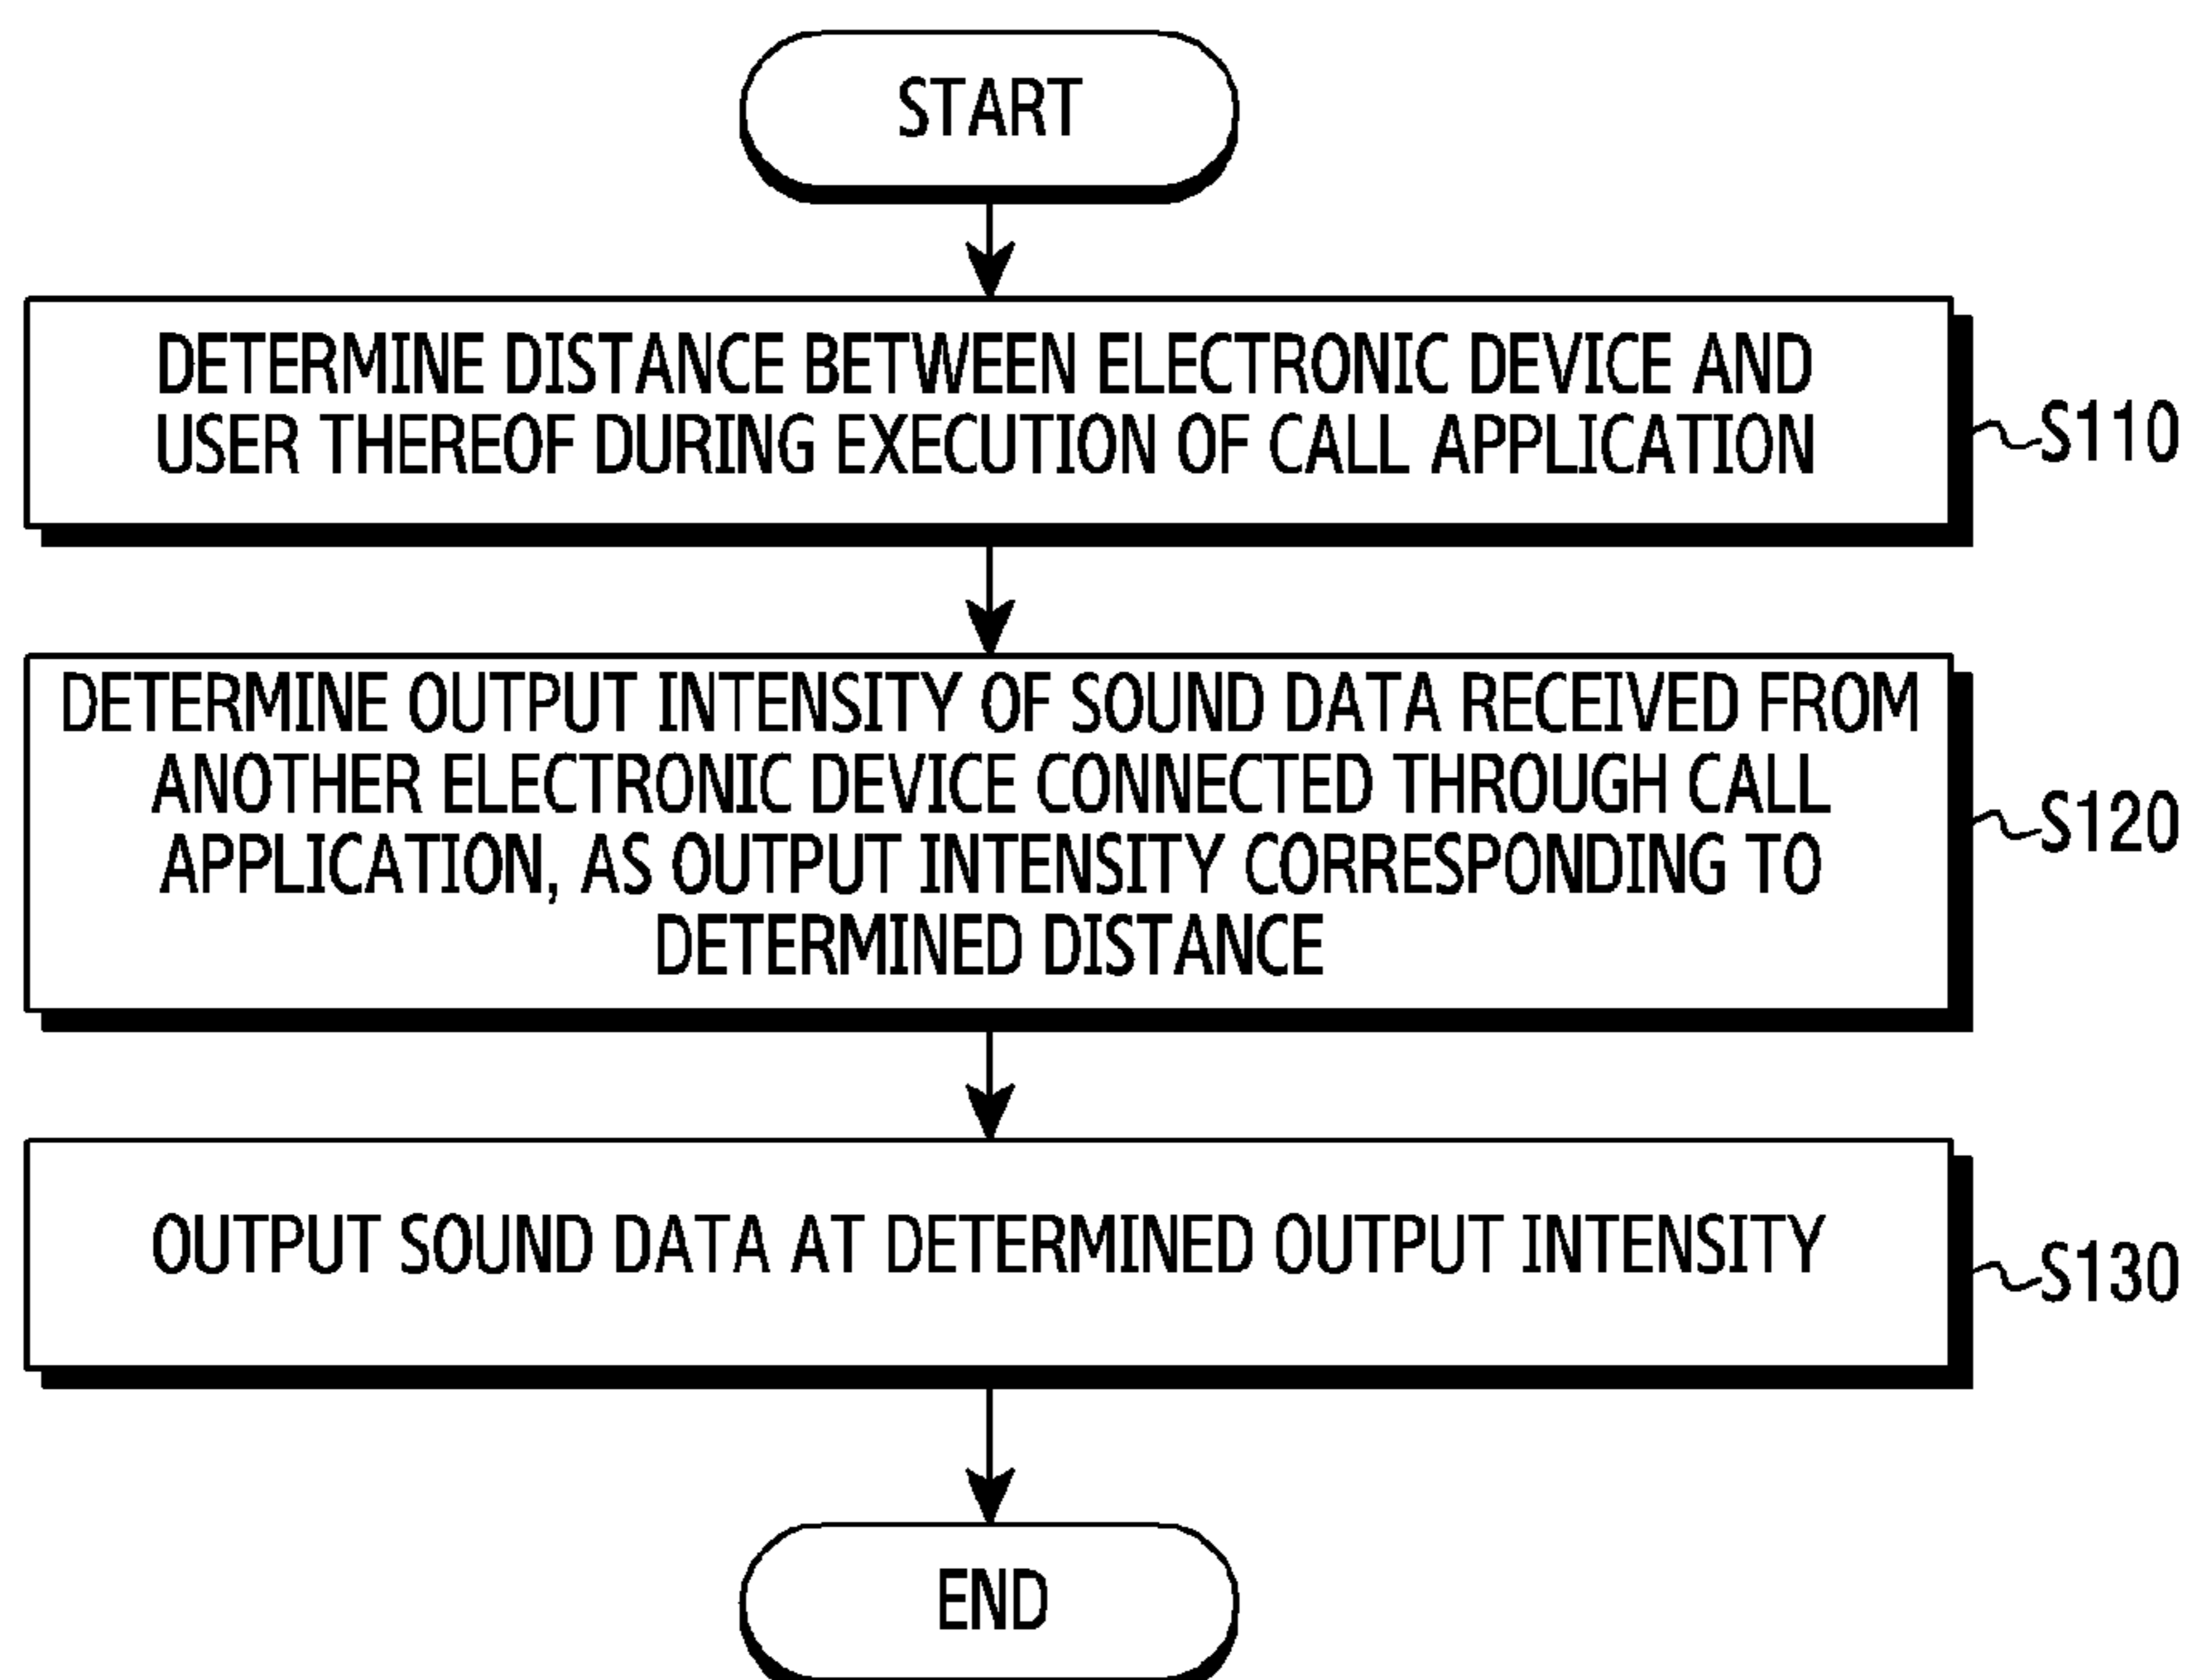 START
DETERMINE DISTANCE BETWEEN ELECTRONIC DEVICE AND
USER THEREOF DURING EXECUTION OF CALL APPLICATION
S110
DETERMINE OUTPUT INTENSITY OF SOUND DATA RECEIVED FROM
ANOTHER ELECTRONIC DEVICE CONNECTED THROUGH CALL
APPLICATION, AS OUTPUT INTENSITY CORRESPONDING TO
DETERMINED DISTANCE
S120
OUTPUT SOUND DATA AT DETERMINED OUTPUT INTENSITY
S130
END